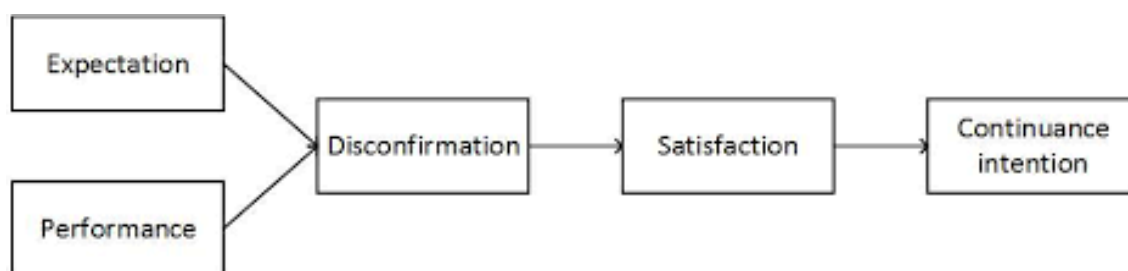 Expectation
Performance
Disconfirmation
Satisfaction
Continuance
intention